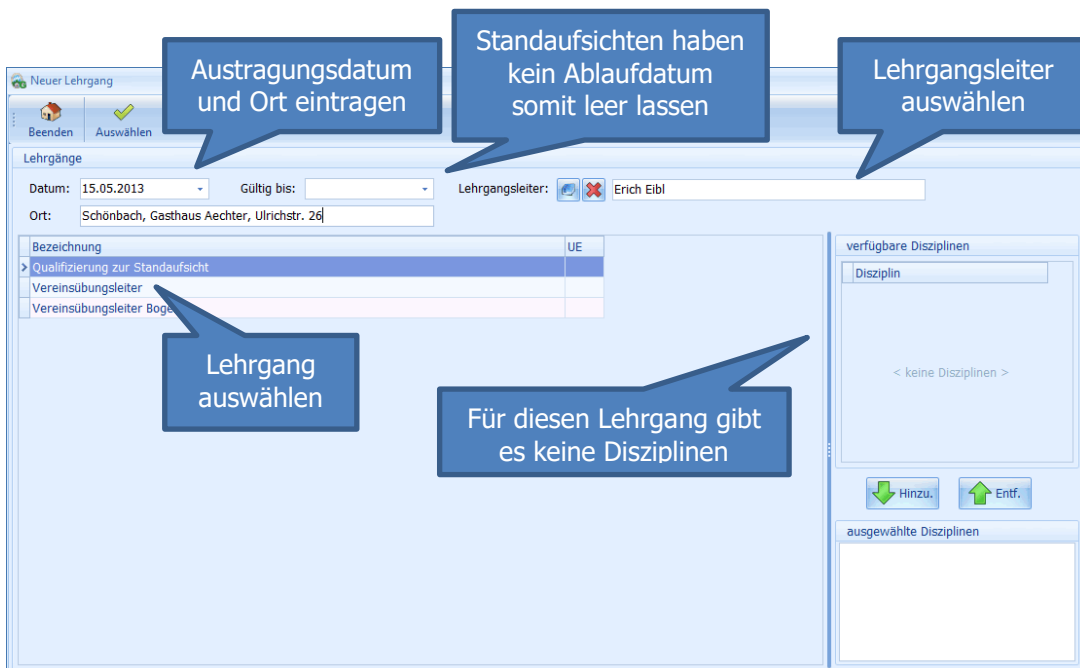 Standaufsichten haben
kein Ablaufdatum
somit leer lassen
Austragungsdatum
und Ort eintragen
Lehrgangsleiter
auswählen
Neuer Lehrgang
Beenden
Auswählen
Lehrgänge
Datum: 15.05.2013 Gültig bis: Lehrgangsleiter: Erich Eibl
Ort: Schönbach, Gasthaus Aechter, Ulrichstr. 26
Bezeichnung UE
Qualifizierung zur Standaufsicht
Vereinsübungsleiter
Vereinsübungsleiter
Lehrgang
auswählen
Für diesen Lehrgang gibt
es keine Disziplinen
verfügbare Disziplinen
Disziplin
< keine Disziplinen >
Hinzu. Entf.
ausgewählte Disziplinen